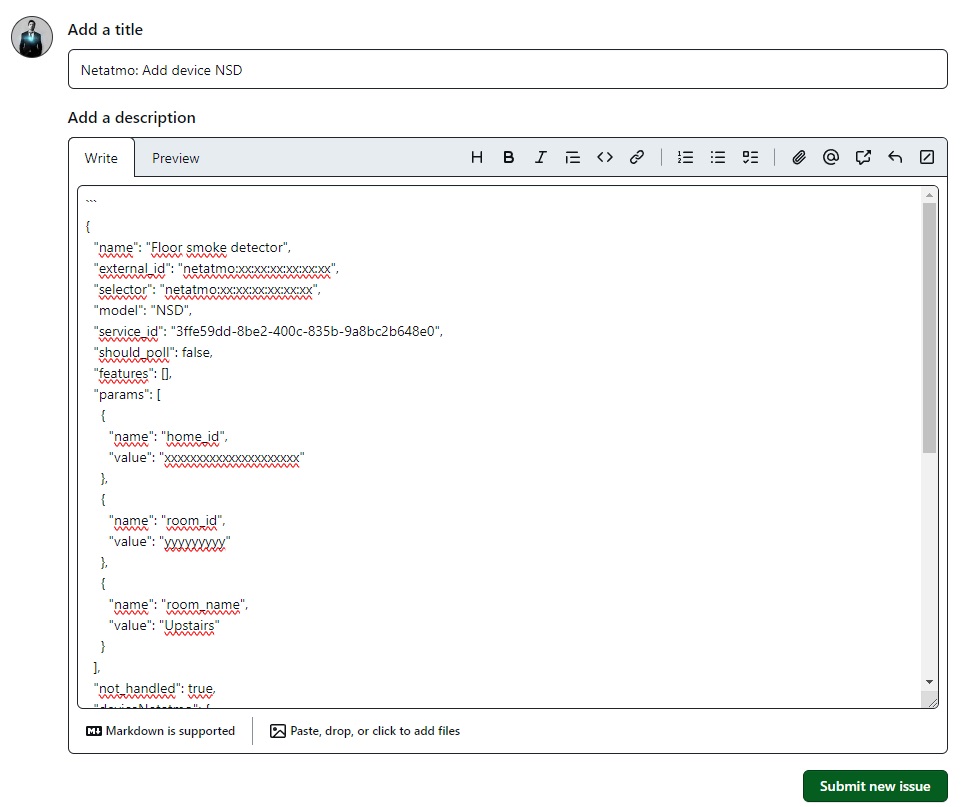 Add a title
Netatmo: Add device NSD
Add a description
Write Preview
```
{
"name": "Floor smoke detector",
"external_id": "netatmo:xx:xx:xx:xx:xx:xx",
"selector": "netatmo:xx:xx:xx:xx:xx:xx",
"model": "NSD",
"service_id": "3ffe59dd-8be2-400c-835b-9a8bc2b648e0",
"should_poll": false,
"features": [],
"params": [
{
"name": "home_id",
"value": "xxxxxxxxxxxxxxxxxxxxx"
},
{
"name": "room_id",
"value": "yyyyyyyyy"
},
{
"name": "room_name",
"value": "Upstairs"
}
],
"not_handled": true,
"deviceNetatmo": {
Markdown is supported Paste, drop, or click to add files
Submit new issue